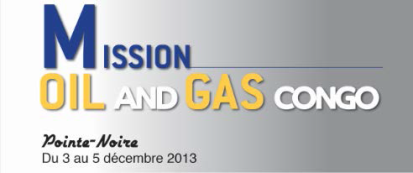 MISSION
OIL AND GAS CONGO
Pointe-Noire
Du 3 au 5 décembre 2013